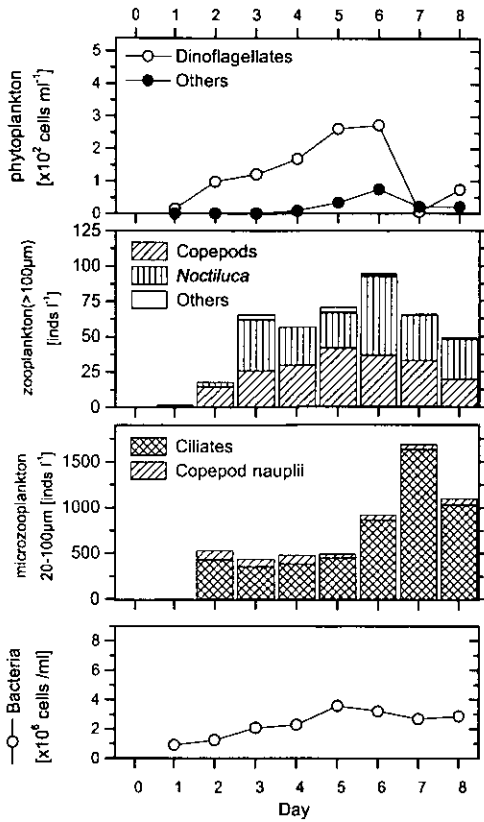 0 1 2 3 4 5 6 7 8
phytoplankton
[x10² cells ml⁻¹]
5
4
3
2
1
0
Dinoflagellates
Others
zooplankton(>100µm)
[inds l⁻¹]
125
100
75
50
25
0
Copepods
Noctiluca
Others
microzooplankton
20-100µm [inds l⁻¹]
1500
1000
500
0
Ciliates
Copepod nauplii
Bacteria
[x10⁶ cells /ml]
8
6
4
2
0
0 1 2 3 4 5 6 7 8
Day